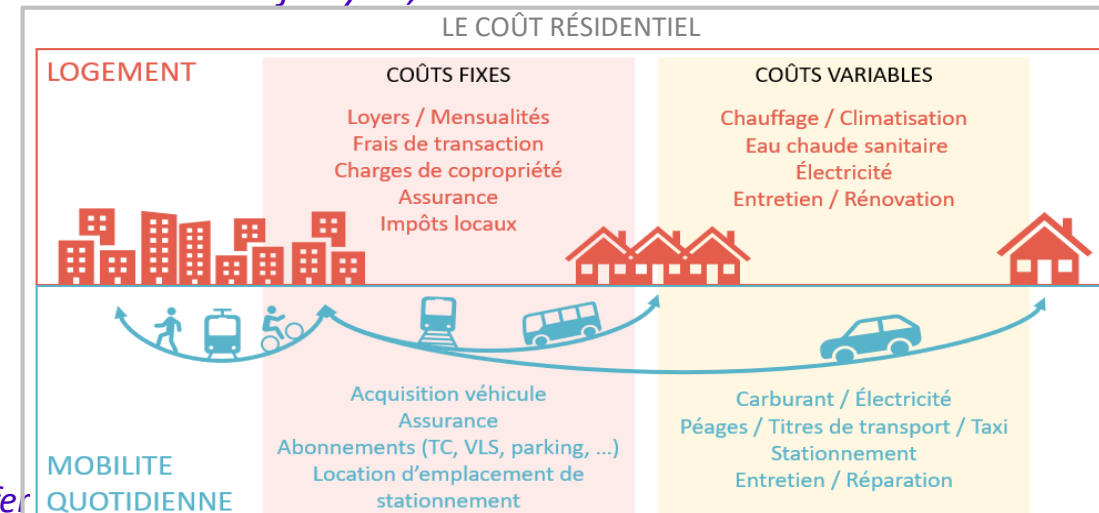 LE COÛT RÉSIDENTIEL
LOGEMENT
COÛTS FIXES
Loyers / Mensualités
Frais de transaction
Charges de copropriété
Assurance
Impôts locaux
COÛTS VARIABLES
Chauffage / Climatisation
Eau chaude sanitaire
Électricité
Entretien / Rénovation
MOBILITE
QUOTIDIENNE
Acquisition véhicule
Assurance
Abonnements (TC, VLS, parking, ...)
Location d'emplacement de
stationnement
Carburant / Électricité
Péages / Titres de transport / Taxi
Stationnement
Entretien / Réparation